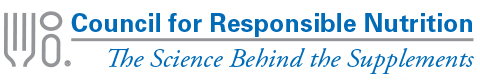 Council for Responsible Nutrition
The Science Behind the Supplements